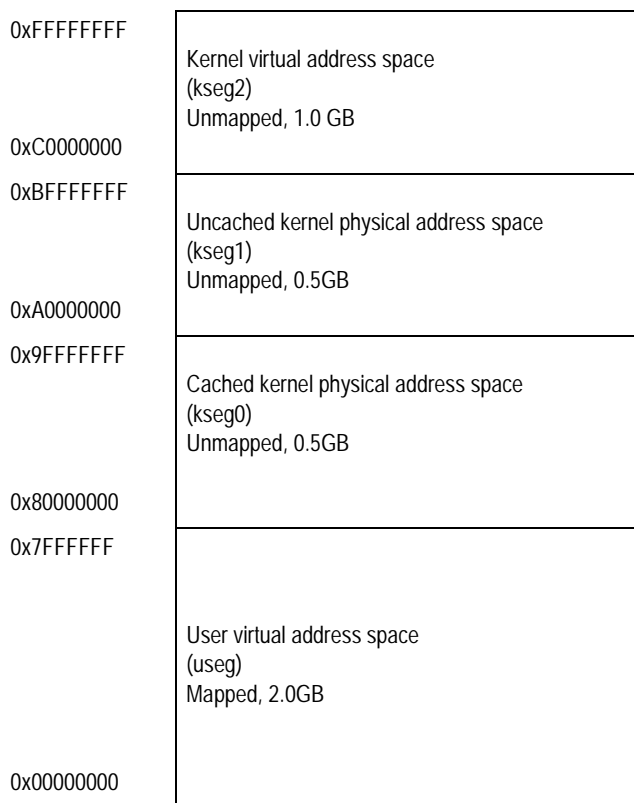 0xFFFFFFFF
Kernel virtual address space
(kseg2)
Unmapped, 1.0 GB
0xC0000000
0xBFFFFFFF
Uncached kernel physical address space
(kseg1)
Unmapped, 0.5GB
0xA0000000
0x9FFFFFFF
Cached kernel physical address space
(kseg0)
Unmapped, 0.5GB
0x80000000
0x7FFFFFF
User virtual address space
(useg)
Mapped, 2.0GB
0x00000000